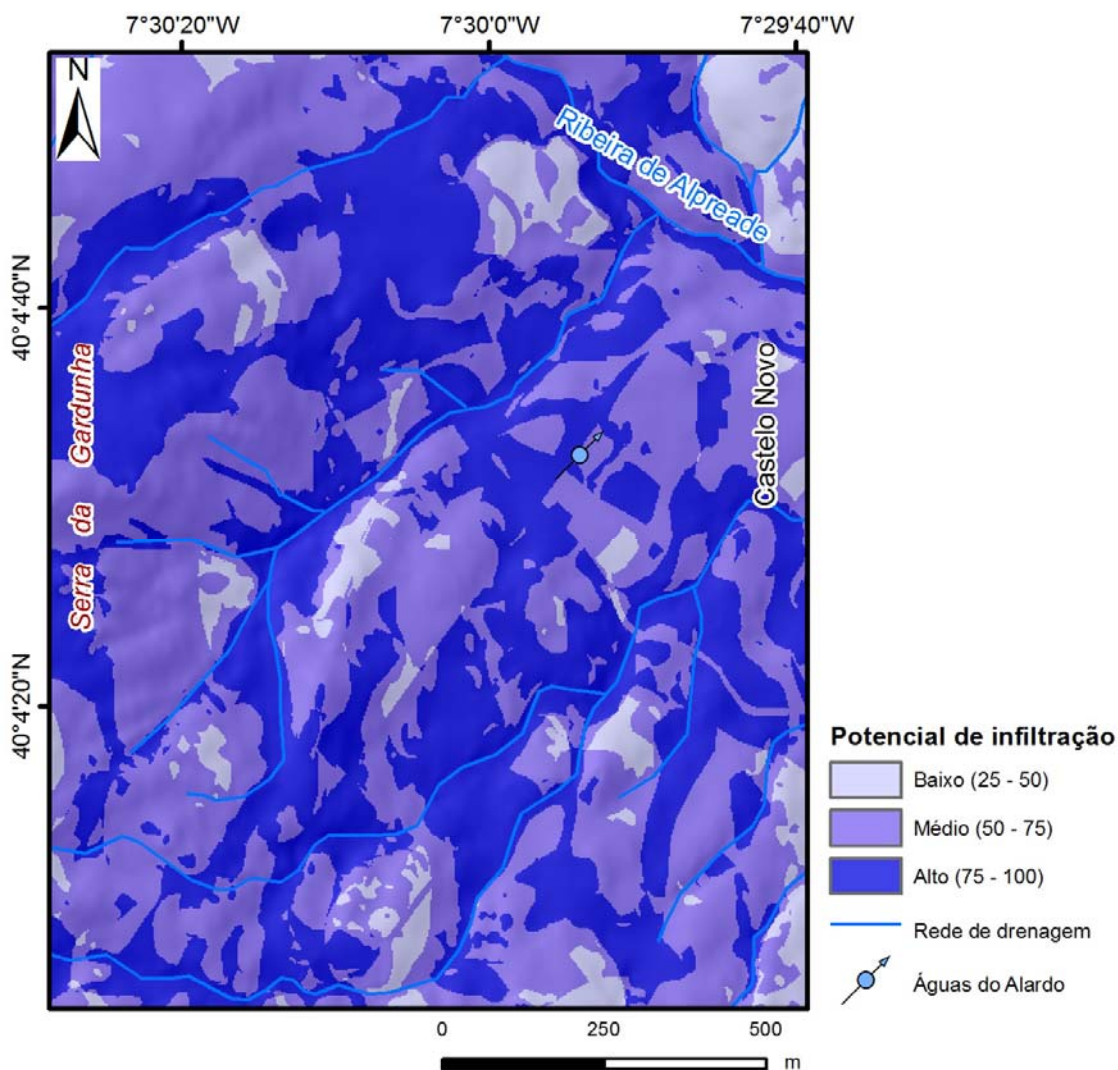 7°30'20"W
7°30'0"W
7°29'40"W
N
Ribeira de Alpreade
40°4'40"N
Serra da Gardunha
Castelo Novo
40°4'20"N
Potencial de infiltração
Baixo (25 - 50)
Médio (50 - 75)
Alto (75 - 100)
Rede de drenagem
Águas do Alardo
0 250 500
m